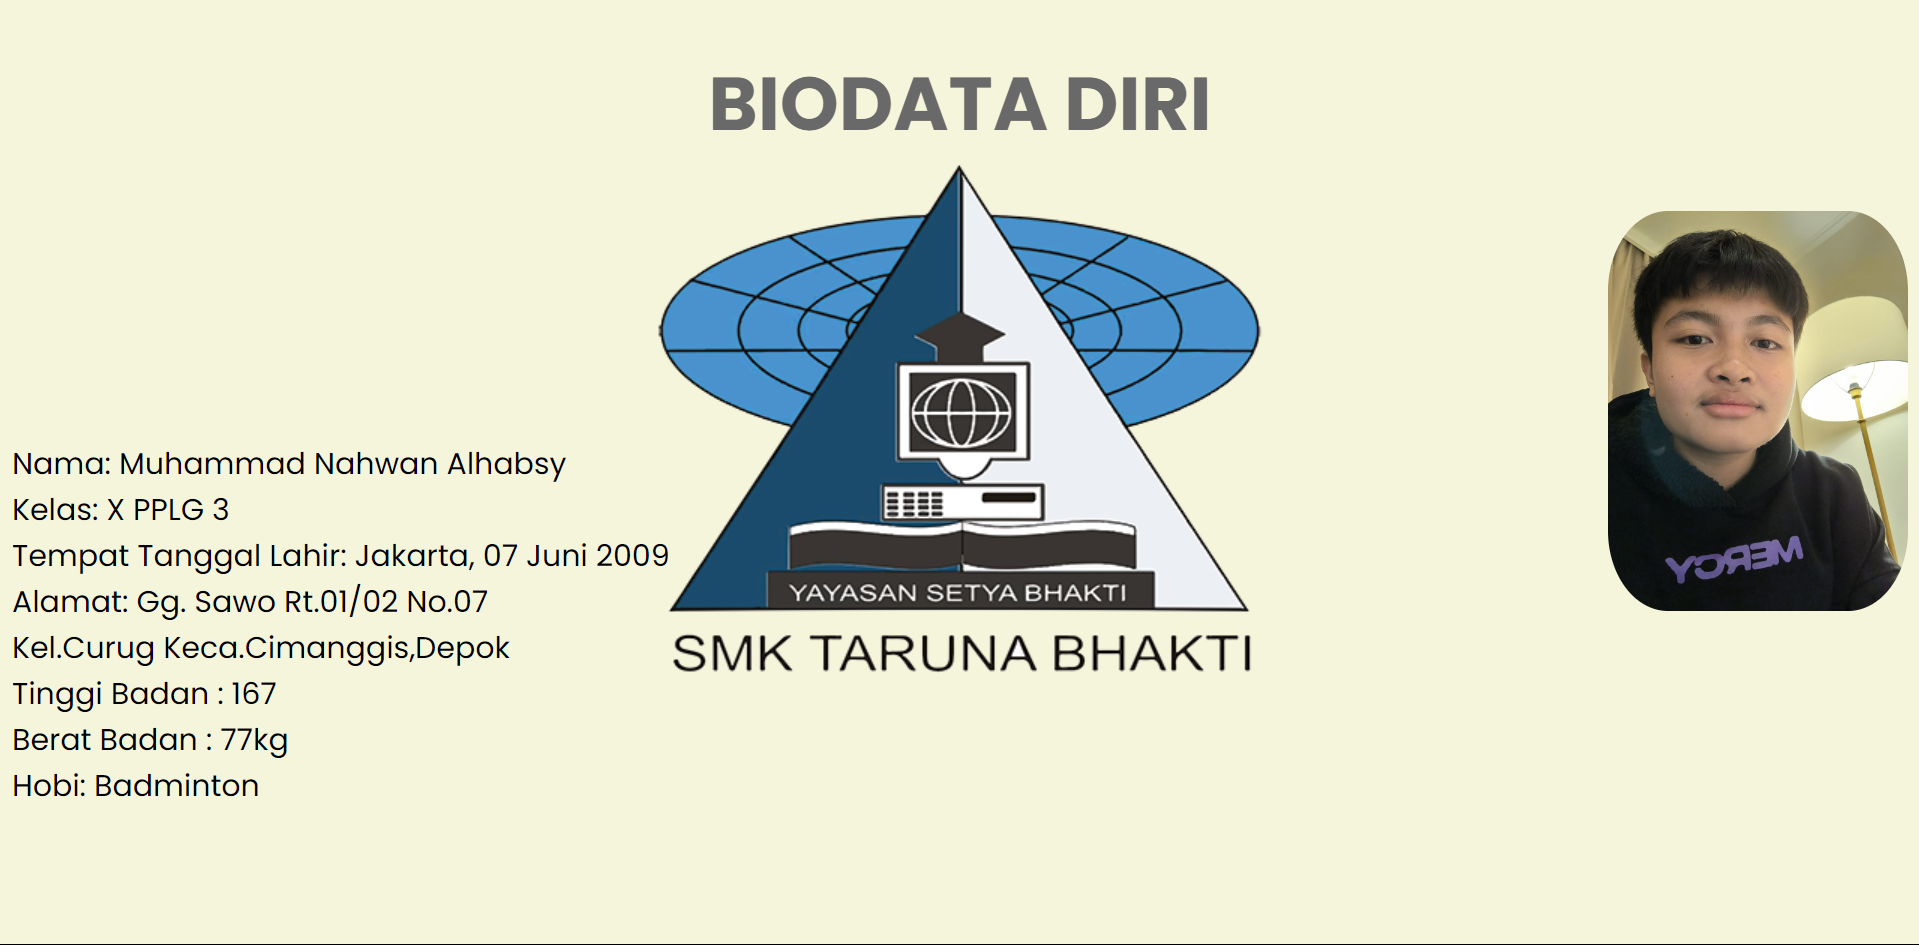 BIODATA DIRI
Nama: Muhammad Nahwan Alhabsy
Kelas: X PPLG 3
Tempat Tanggal Lahir: Jakarta, 07 Juni 2009
Alamat: Gg. Sawo Rt.01/02 No.07
Kel.Curug Keca.Cimanggis,Depok
Tinggi Badan : 167
Berat Badan : 77kg
Hobi: Badminton
YAYASAN SETYA BHAKTI
SMK TARUNA BHAKTI
MERCY